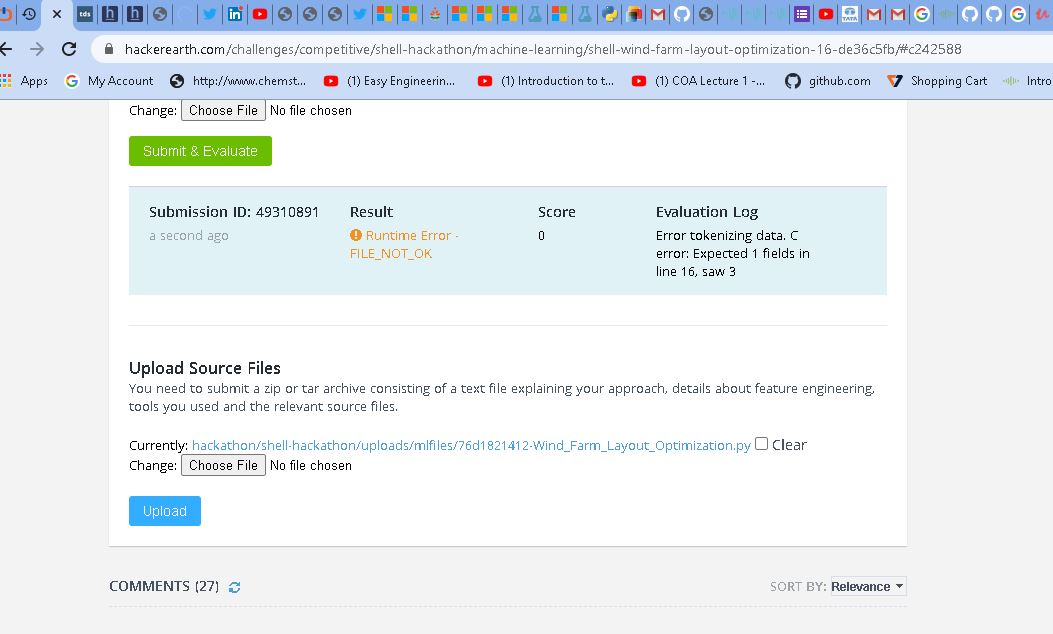 tds
hackerearth.com/challenges/competitive/shell-hackathon/machine-learning/shell-wind-farm-layout-optimization-16-de36c5fb/#c242588
Apps My Account http://www.chemst... (1) Easy Engineerin... (1) Introduction to t... (1) COA Lecture 1 -... github.com Shopping Cart Intro
Change: Choose File No file chosen
Submit & Evaluate
Submission ID: 49310891 Result Score Evaluation Log
a second ago Runtime Error - 0 Error tokenizing data. C
FILE_NOT_OK error: Expected 1 fields in
line 16, saw 3
Upload Source Files
You need to submit a zip or tar archive consisting of a text file explaining your approach, details about feature engineering,
tools you used and the relevant source files.
Currently: hackathon/shell-hackathon/uploads/mlfiles/76d1821412-Wind_Farm_Layout_Optimization.py Clear
Change: Choose File No file chosen
Upload
COMMENTS (27) SORT BY: Relevance